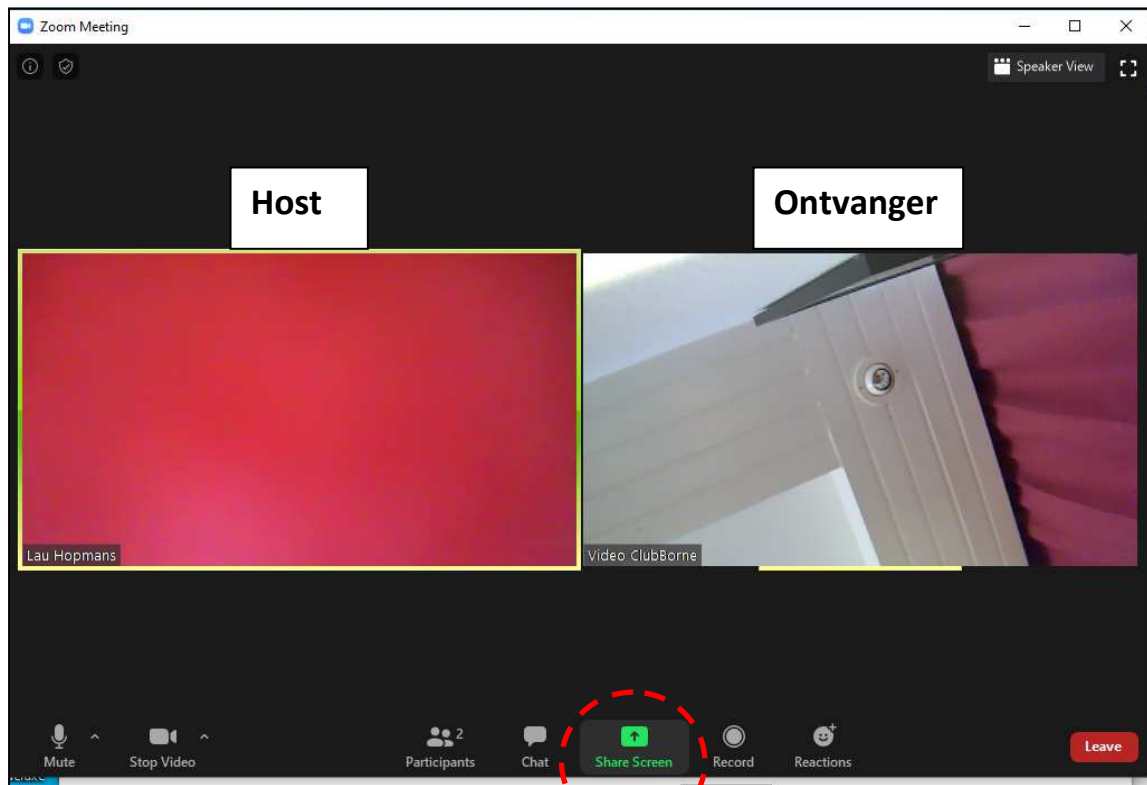 Zoom Meeting
Speaker View
Host
Ontvanger
Lau Hopmans
Video ClubBorne
2
Mute
Stop Video
Participants
Chat
Share Screen
Record
Reactions
Leave